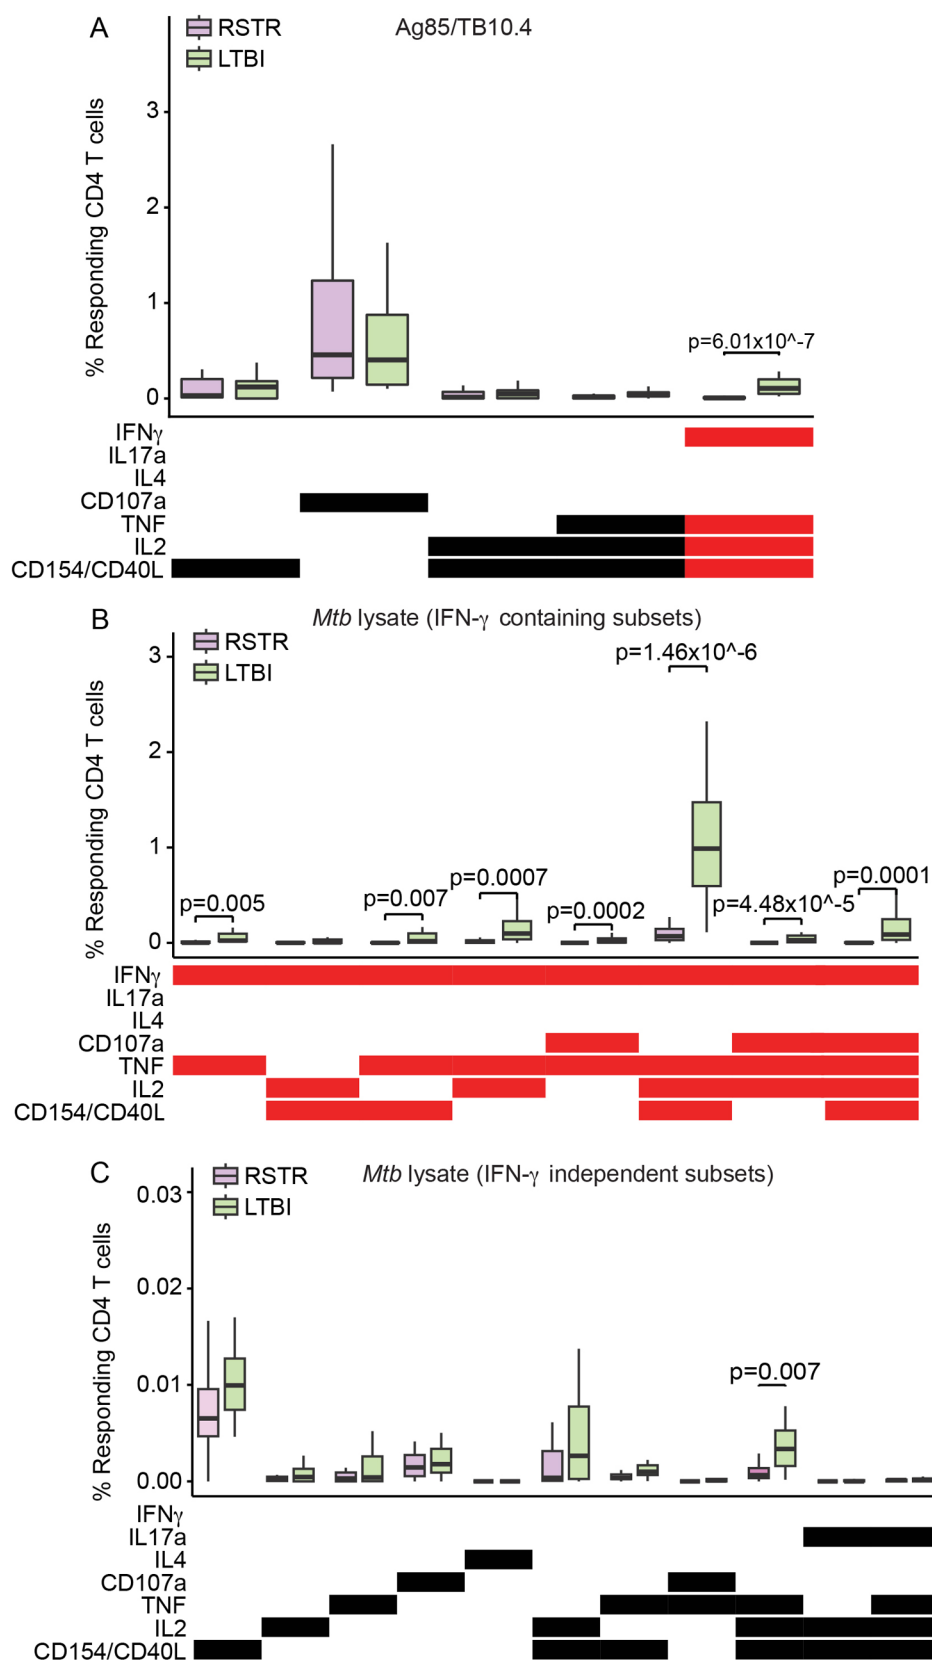 A
RSTR
LTBI
Ag85/TB10.4
% Responding CD4 T cells
3
2
1
0
p=6.01x10^-7
IFNγ
IL17a
IL4
CD107a
TNF
IL2
CD154/CD40L
B
Mtb lysate (IFN-γ containing subsets)
RSTR
LTBI
% Responding CD4 T cells
3
2
1
0
p=0.005
p=0.007
p=0.0007
p=0.0002
p=1.46x10^-6
p=4.48x10^-5
p=0.0001
IFNγ
IL17a
IL4
CD107a
TNF
IL2
CD154/CD40L
C
Mtb lysate (IFN-γ independent subsets)
RSTR
LTBI
% Responding CD4 T cells
0.03
0.02
0.01
0.00
p=0.007
IFNγ
IL17a
IL4
CD107a
TNF
IL2
CD154/CD40L